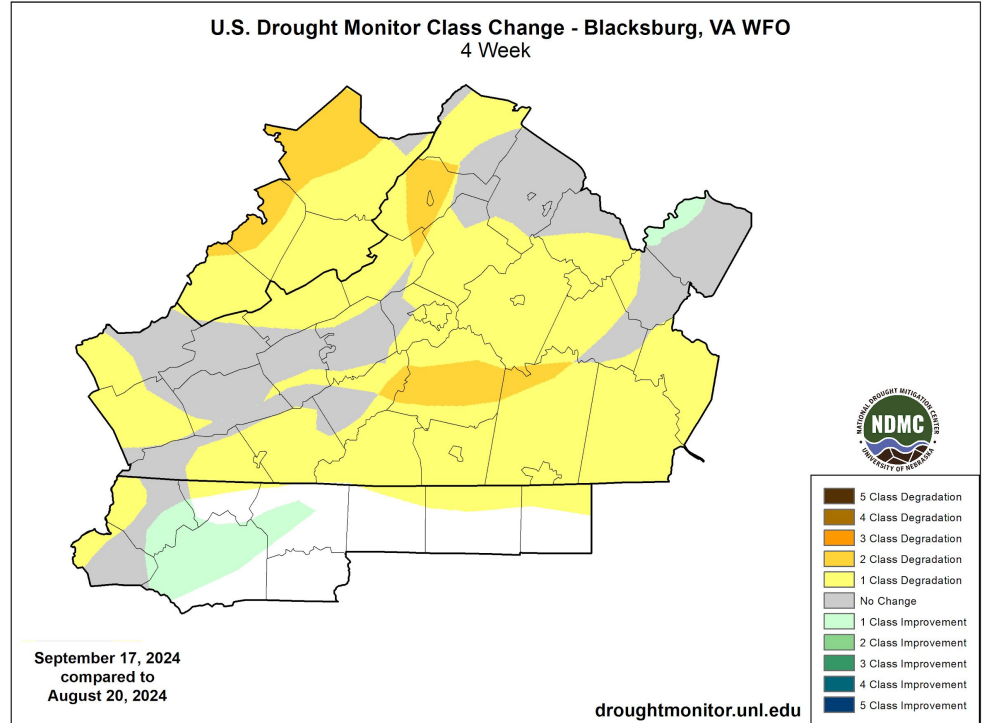 U.S. Drought Monitor Class Change - Blacksburg, VA WFO
4 Week
NATIONAL DROUGHT MITIGATION CENTER
NDMC
UNIVERSITY OF NEBRASKA
5 Class Degradation
4 Class Degradation
3 Class Degradation
2 Class Degradation
1 Class Degradation
No Change
1 Class Improvement
2 Class Improvement
3 Class Improvement
4 Class Improvement
5 Class Improvement
September 17, 2024
compared to
August 20, 2024
droughtmonitor.unl.edu